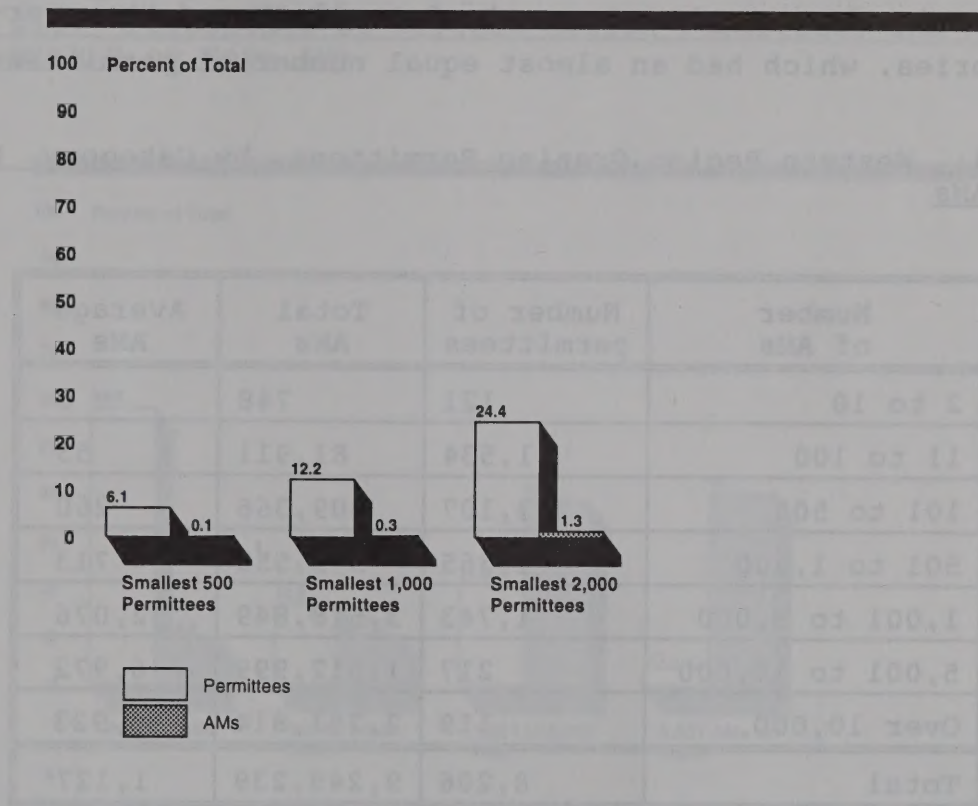 100 Percent of Total
90
80
70
60
50
40
30
20
10
0
6.1
0.1
12.2
0.3
24.4
1.3
Smallest 500
Permittees
Smallest 1,000
Permittees
Smallest 2,000
Permittees
Permittees
AMs